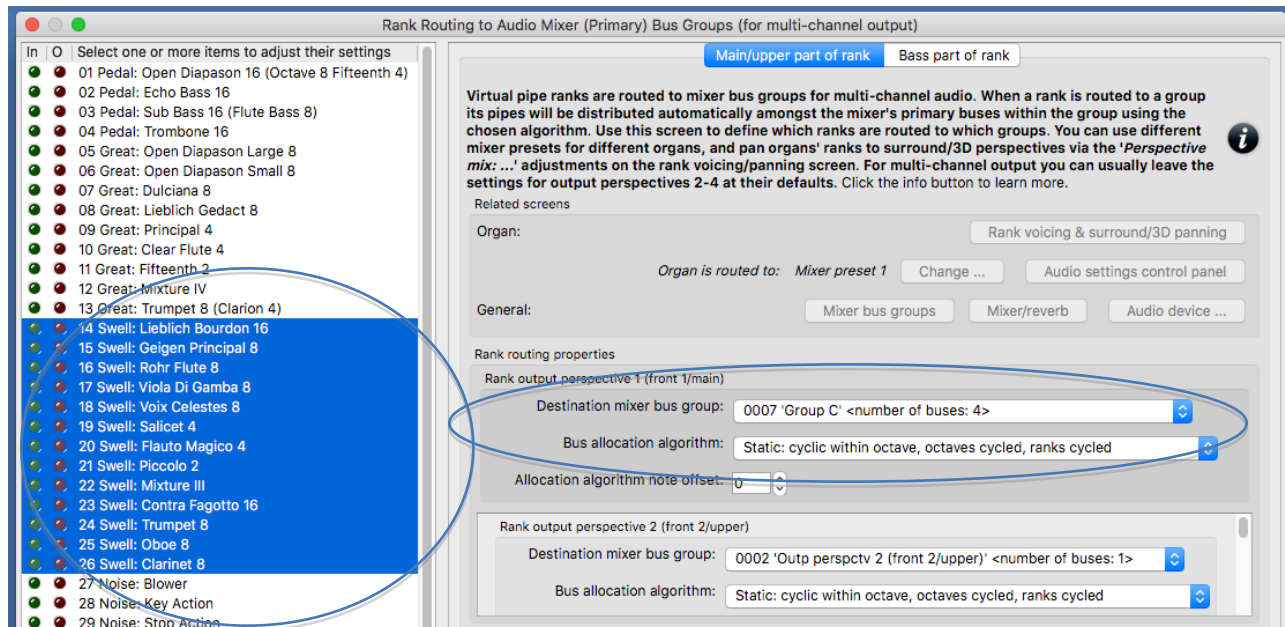 Rank Routing to Audio Mixer (Primary) Bus Groups (for multi-channel output)
In O Select one or more items to adjust their settings
01 Pedal: Open Diapason 16 (Octave 8 Fifteenth 4)
02 Pedal: Echo Bass 16
03 Pedal: Sub Bass 16 (Flute Bass 8)
04 Pedal: Trombone 16
05 Great: Open Diapason Large 8
06 Great: Open Diapason Small 8
07 Great: Dulciana 8
08 Great: Lieblich Gedact 8
09 Great: Principal 4
10 Great: Clear Flute 4
11 Great: Fifteenth 2
12 Great: Mixture IV
13 Great: Trumpet 8 (Clarion 4)
14 Swell: Lieblich Bourdon 16
15 Swell: Geigen Principal 8
16 Swell: Rohr Flute 8
17 Swell: Viola Di Gamba 8
18 Swell: Voix Celestes 8
19 Swell: Salicet 4
20 Swell: Flauto Magico 4
21 Swell: Piccolo 2
22 Swell: Mixture III
23 Swell: Contra Fagotto 16
24 Swell: Trumpet 8
25 Swell: Oboe 8
26 Swell: Clarinet 8
27 Noise: Blower
28 Noise: Key Action
29 Noise: Stop Action
Main/upper part of rank Bass part of rank
Virtual pipe ranks are routed to mixer bus groups for multi-channel audio. When a rank is routed to a group
its pipes will be distributed automatically amongst the mixer's primary buses within the group using the
chosen algorithm. Use this screen to define which ranks are routed to which groups. You can use different
mixer presets for different organs, and pan organs' ranks to surround/3D perspectives via the 'Perspective
mix: ...' adjustments on the rank voicing/panning screen. For multi-channel output you can usually leave the
settings for output perspectives 2-4 at their defaults. Click the info button to learn more.
i
Related screens
Organ: Rank voicing & surround/3D panning
Organ is routed to: Mixer preset 1 Change ... Audio settings control panel
General: Mixer bus groups Mixer/reverb Audio device ...
Rank routing properties
Rank output perspective 1 (front 1/main)
Destination mixer bus group: 0007 'Group C' <number of buses: 4>
Bus allocation algorithm: Static: cyclic within octave, octaves cycled, ranks cycled
Allocation algorithm note offset: 0
Rank output perspective 2 (front 2/upper)
Destination mixer bus group: 0002 'Outp perspctv 2 (front 2/upper)' <number of buses: 1>
Bus allocation algorithm: Static: cyclic within octave, octaves cycled, ranks cycled